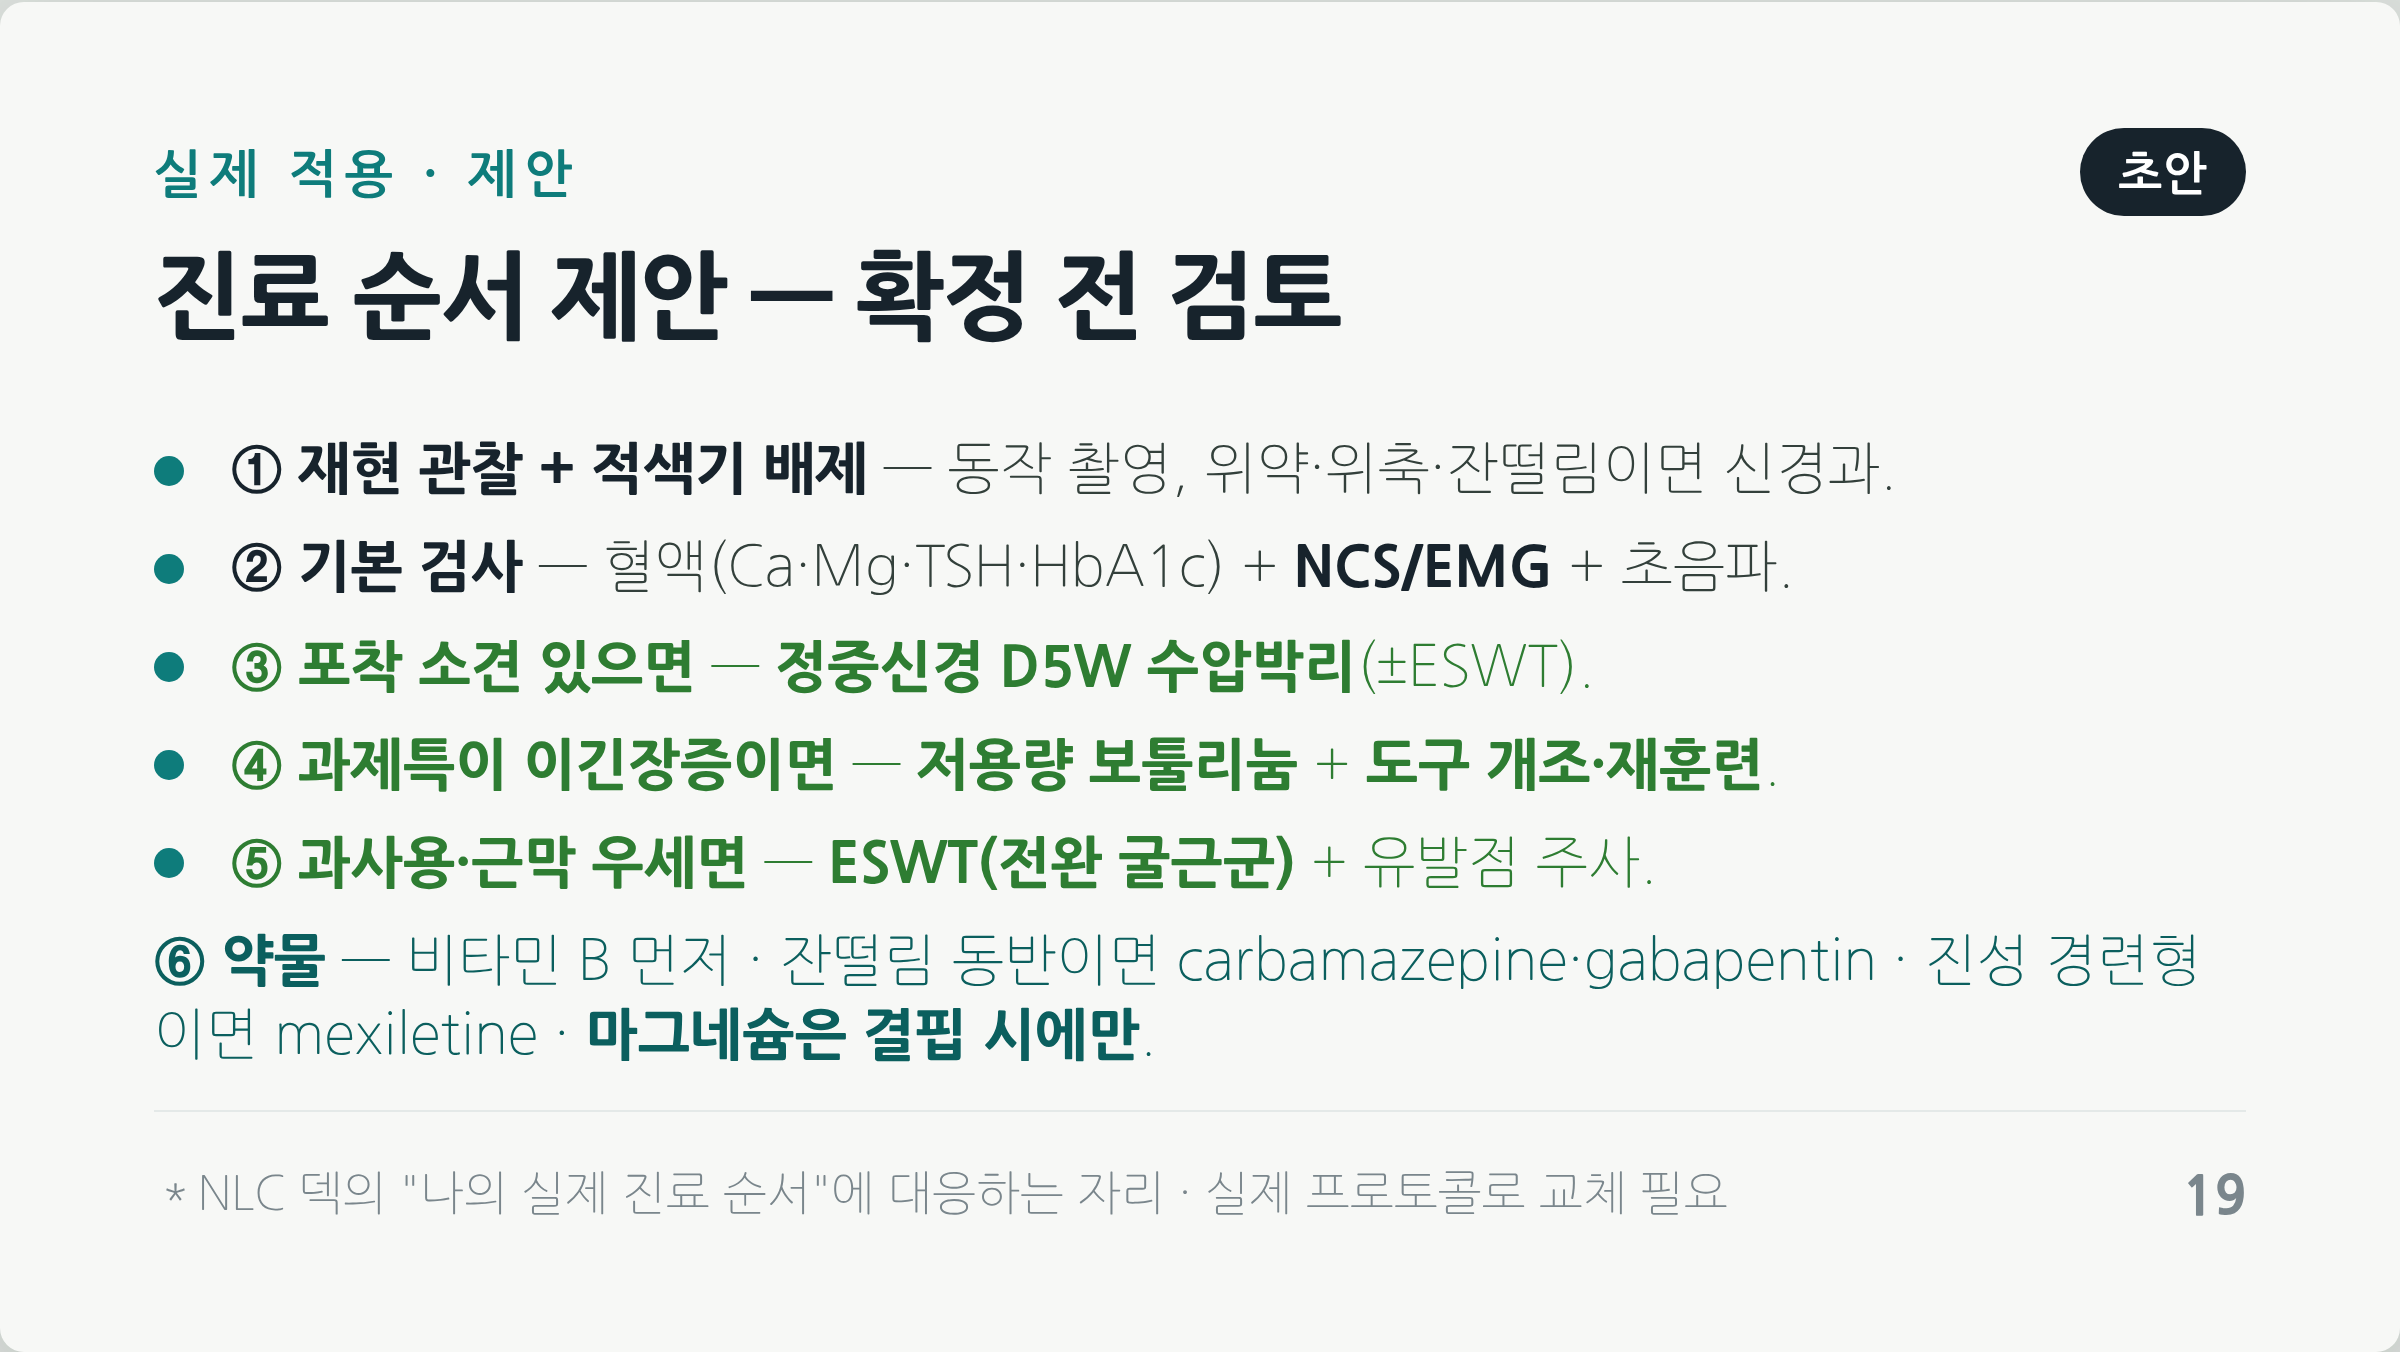 실제 적용 · 제안
초안
진료 순서 제안 — 확정 전 검토
● ① 재현 관찰 + 적색기 배제 — 동작 촬영, 위약·위축·잔떨림이면 신경과.
● ② 기본 검사 — 혈액(Ca·Mg·TSH·HbA1c) + NCS/EMG + 초음파.
● ③ 포착 소견 있으면 — 정중신경 D5W 수압박리(±ESWT).
● ④ 과제특이 이긴장증이면 — 저용량 보툴리눔 + 도구 개조·재훈련.
● ⑤ 과사용·근막 우세면 — ESWT(전완 굴근군) + 유발점 주사.
⑥ 약물 — 비타민 B 먼저 · 잔떨림 동반이면 carbamazepine·gabapentin · 진성 경련형
이면 mexiletine · 마그네슘은 결핍 시에만.
* NLC 덱의 "나의 실제 진료 순서"에 대응하는 자리 · 실제 프로토콜로 교체 필요
19